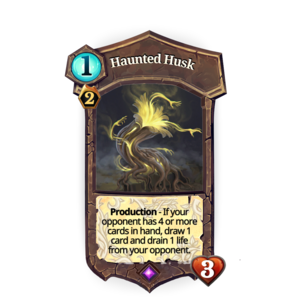 1
Haunted Husk
2
Production - If your
opponent has 4 or more
cards in hand, draw 1
card and drain 1 life
from your opponent.
3